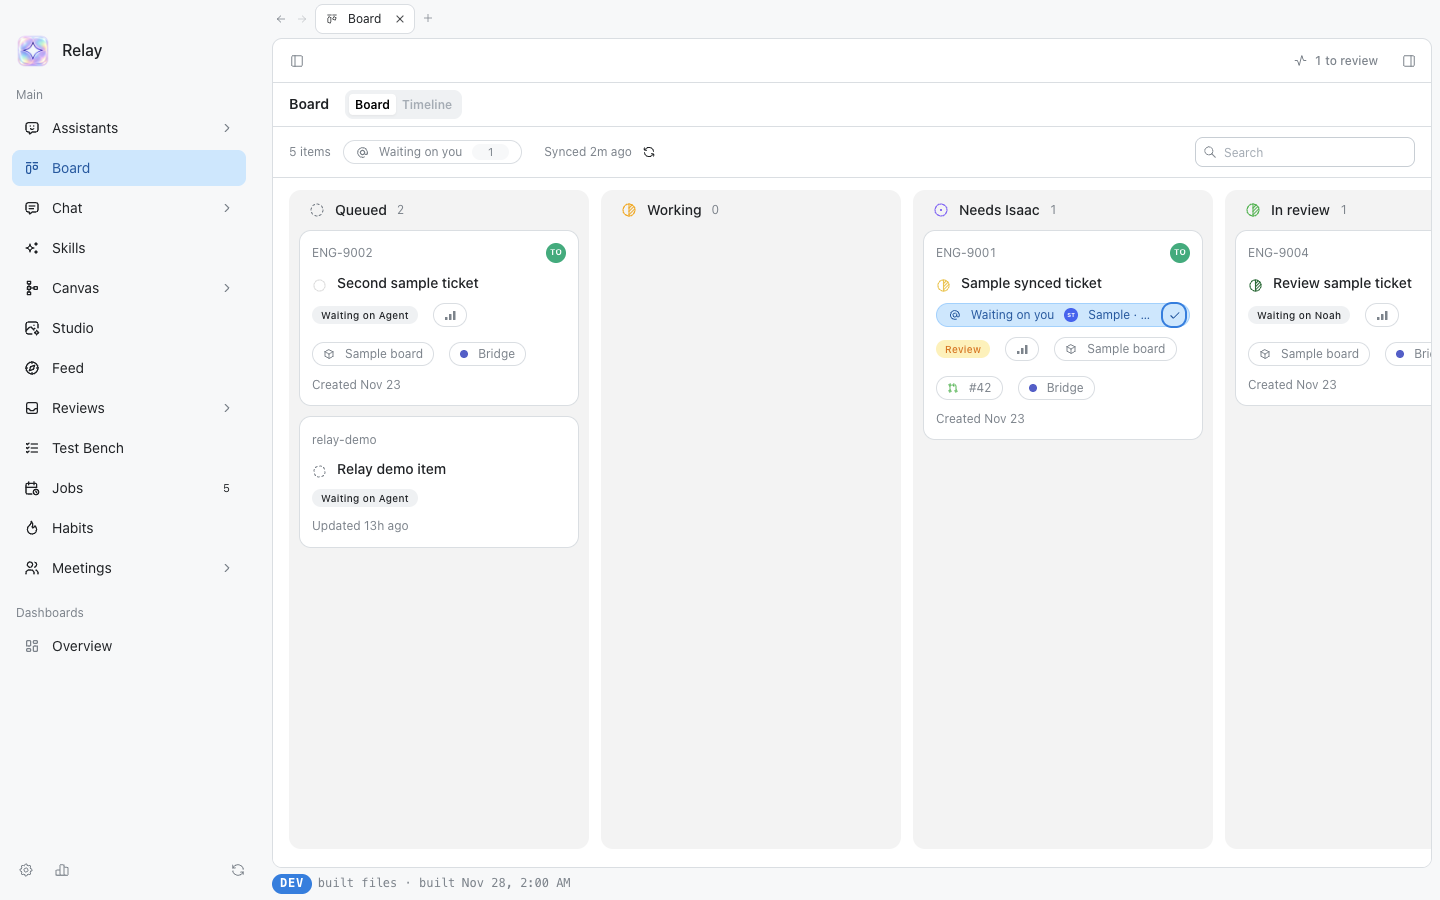 Board
Relay
1 to review
Main
Board
Board
Timeline
Assistants
5 items
Waiting on you
1
Synced 2m ago
Search
Board
Chat
Skills
Canvas
Studio
Feed
Reviews
Test Bench
Jobs
5
Habits
Meetings
Dashboards
Overview
Queued
2
ENG-9002
TO
Second sample ticket
Waiting on Agent
Sample board
Bridge
Created Nov 23
relay-demo
Relay demo item
Waiting on Agent
Updated 13h ago
Working
0
Needs Isaac
1
ENG-9001
TO
Sample synced ticket
Waiting on you
ST
Sample · ...
Review
Sample board
#42
Bridge
Created Nov 23
In review
1
ENG-9004
Review sample ticket
Waiting on Noah
Sample board
Bri
Created Nov 23
DEV
built files · built Nov 28, 2:00 AM